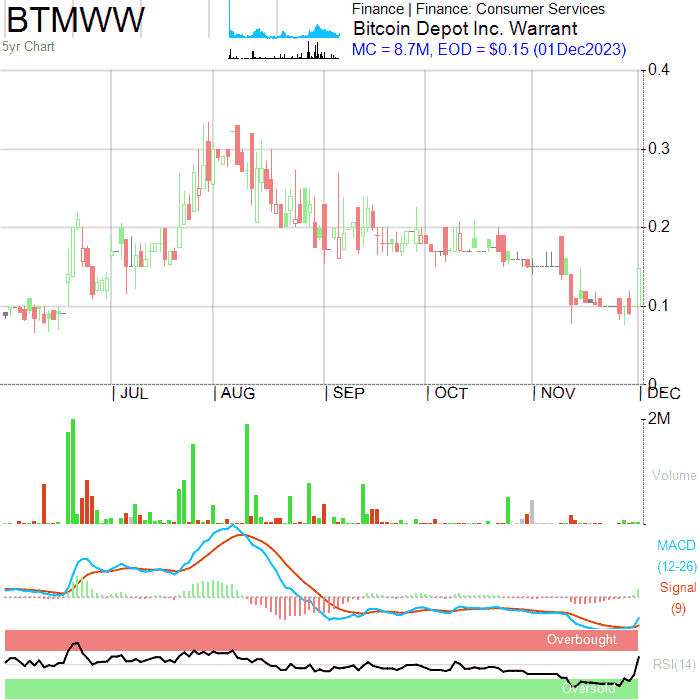 BTMWW
5yr Chart
Finance | Finance: Consumer Services
Bitcoin Depot Inc. Warrant
MC = 8.7M, EOD = $0.15 (01Dec2023)
0.4
0.3
0.2
0.1
0
JUL
AUG
SEP
OCT
NOV
DEC
2M
Volume
MACD
(12-26)
Signal
(9)
Overbought
RSI(14)
Oversold